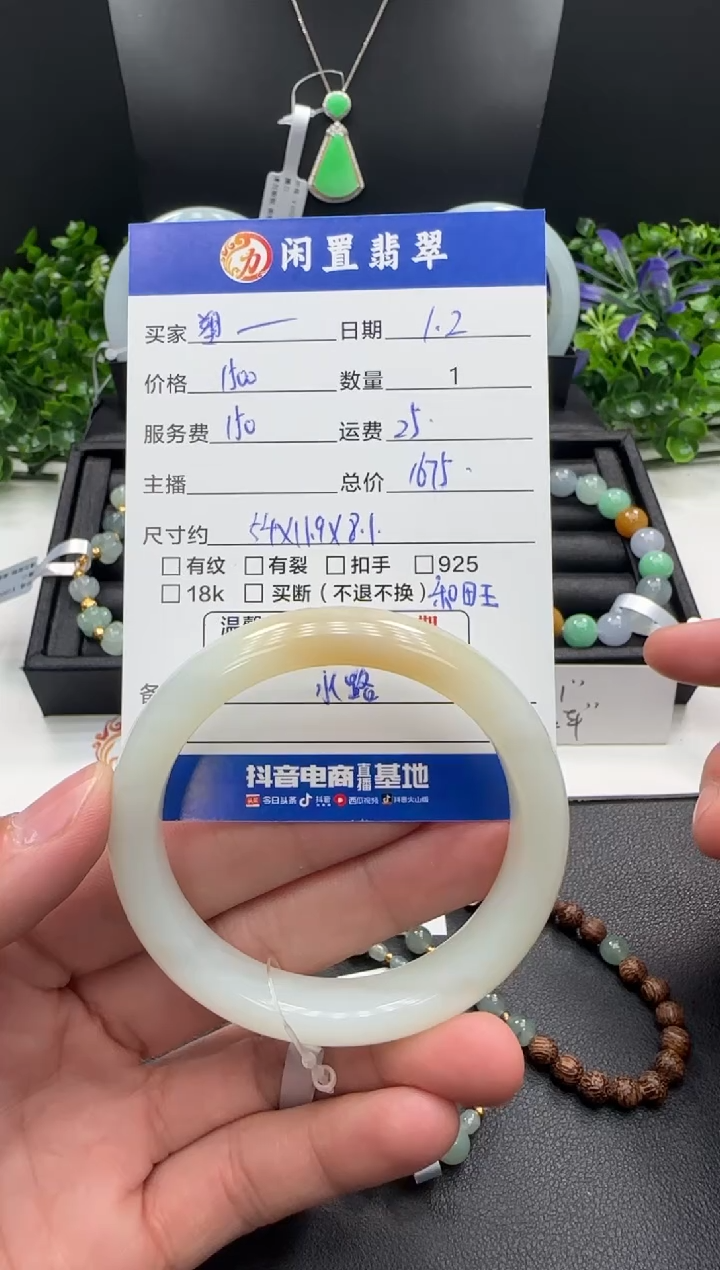 力 闲置翡翠
买家 塑一 日期 1.2
价格 1500 数量 1
服务费 150 运费 25.
主播 总价 1675.
尺寸约 54X11.9X8.1.
□有纹 □有裂 □扣手 □925
□18k □买断（不退不换）和田玉
温
水路
抖音电商直播基地
今日头条 抖音 西瓜视频 抖音火山版